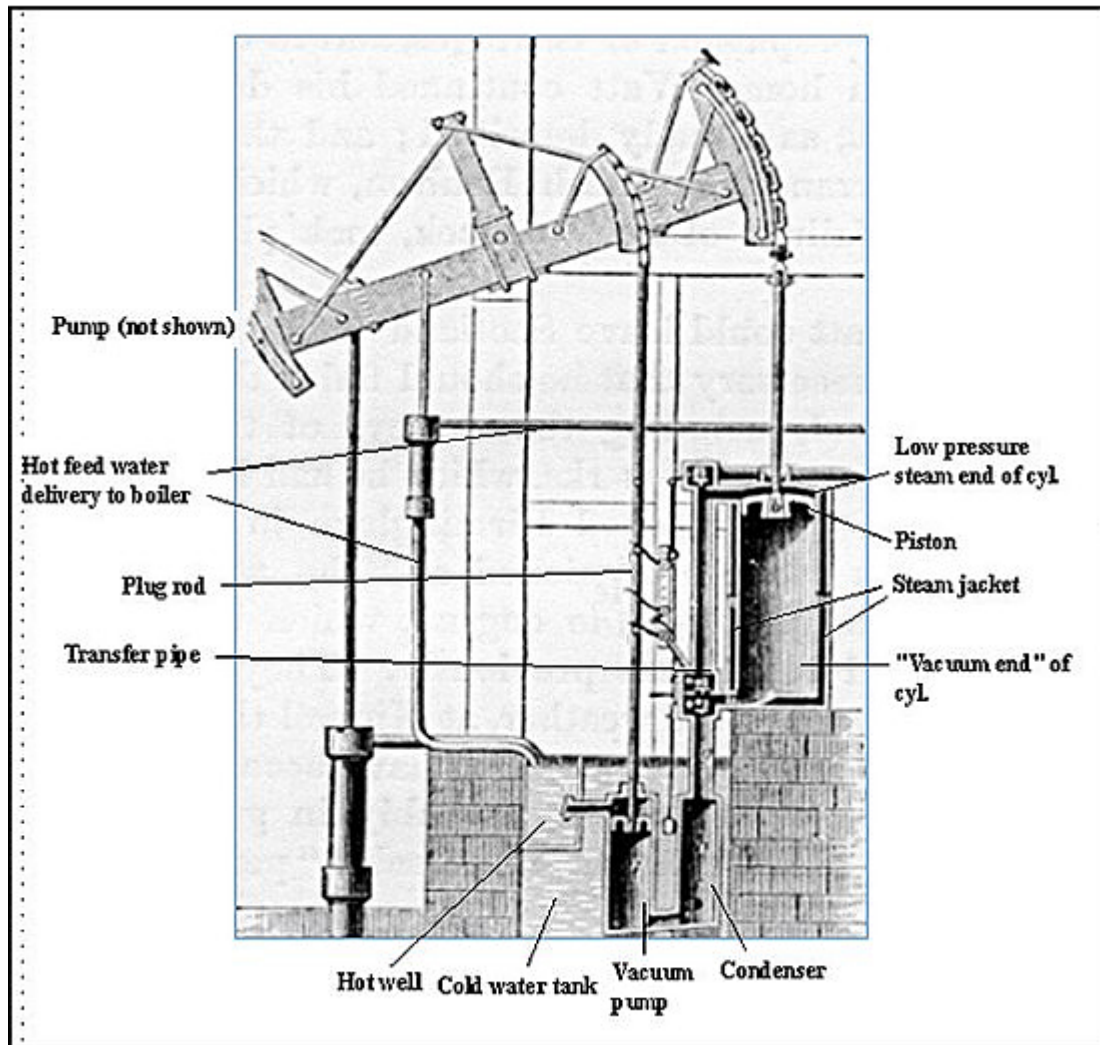 Pump (not shown)
Hot feed water
delivery to boiler
Plug rod
Transfer pipe
Low pressure
steam end of cyl.
Piston
Steam jacket
"Vacuum end" of
cyl.
Hot well
Cold water tank
Vacuum
pump
Condenser